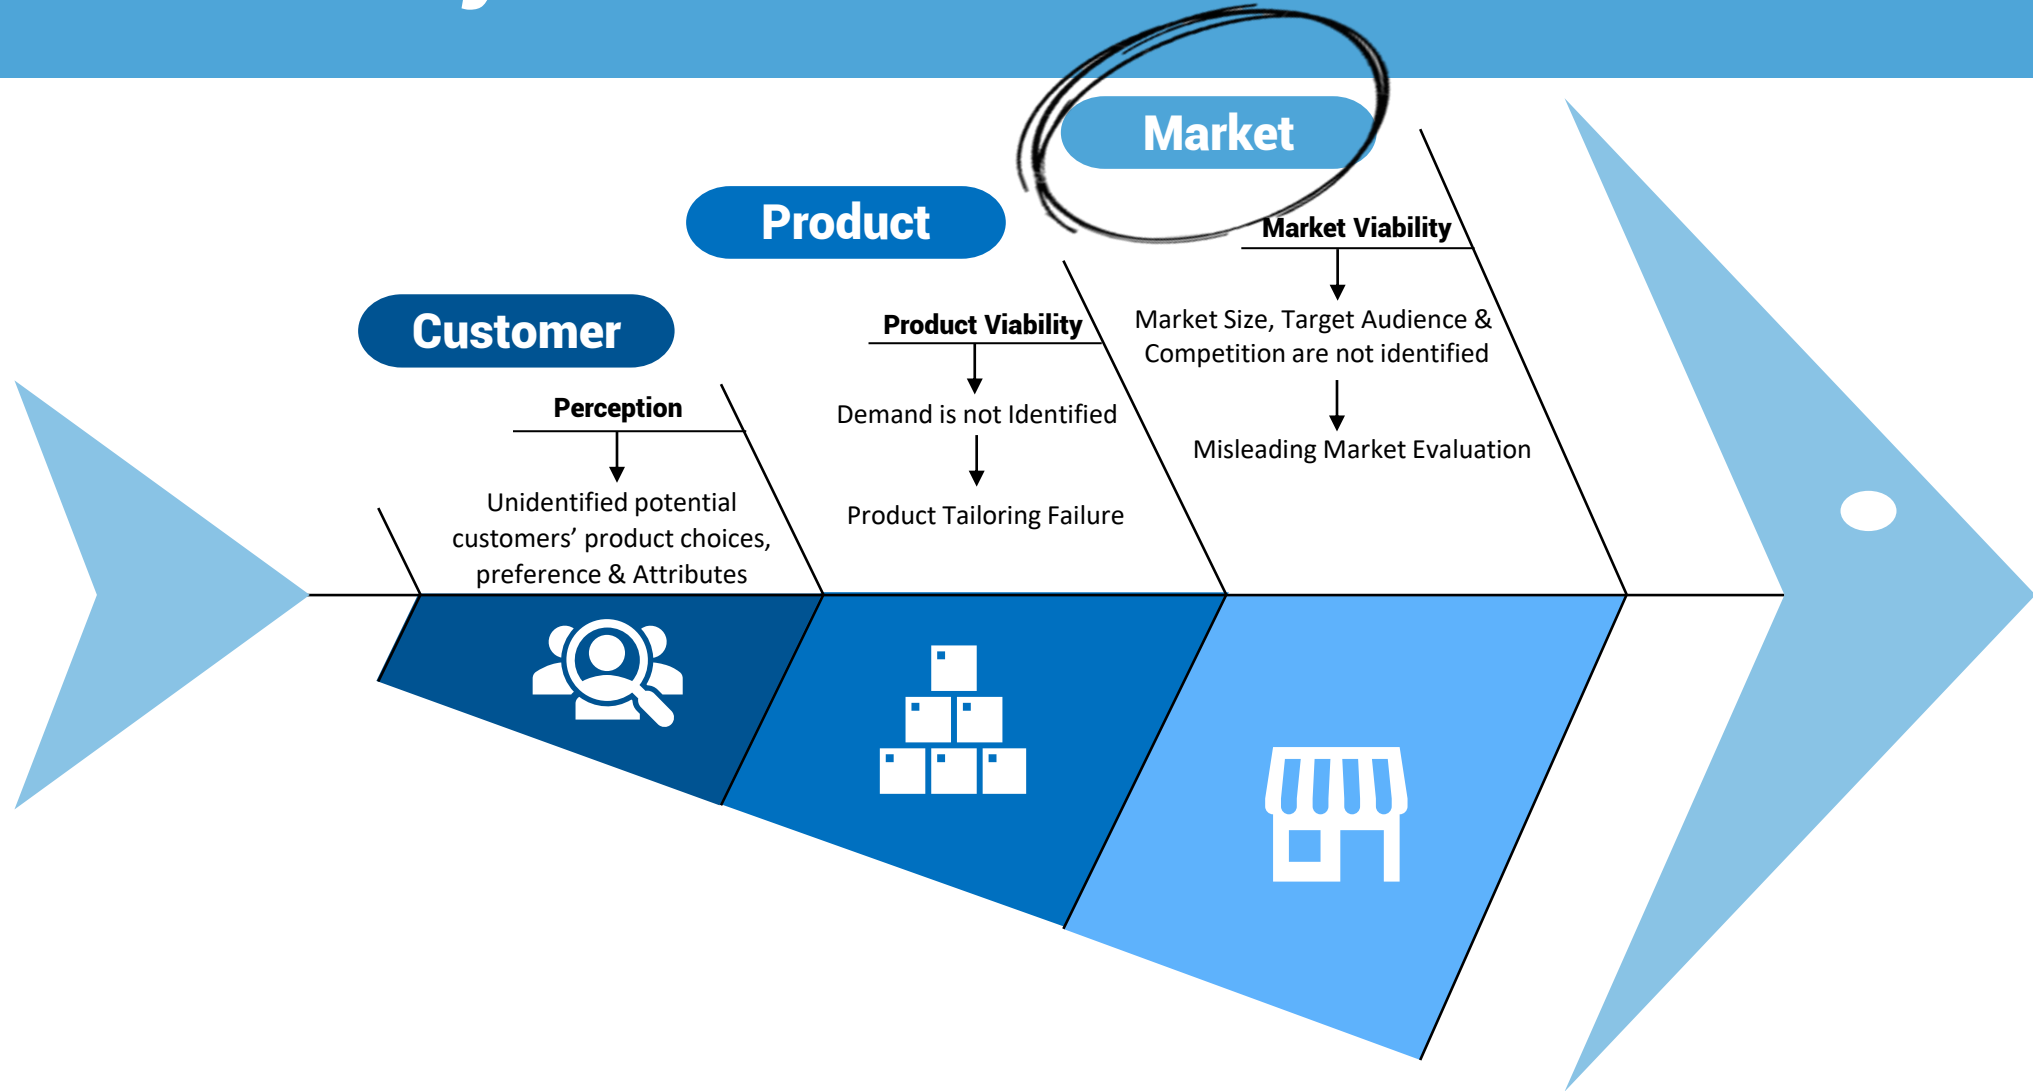 Customer
Perception
Unidentified potential
customers’ product choices,
preference & Attributes
Product
Product Viability
Demand is not Identified
Product Tailoring Failure
Market
Market Viability
Market Size, Target Audience &
Competition are not identified
Misleading Market Evaluation